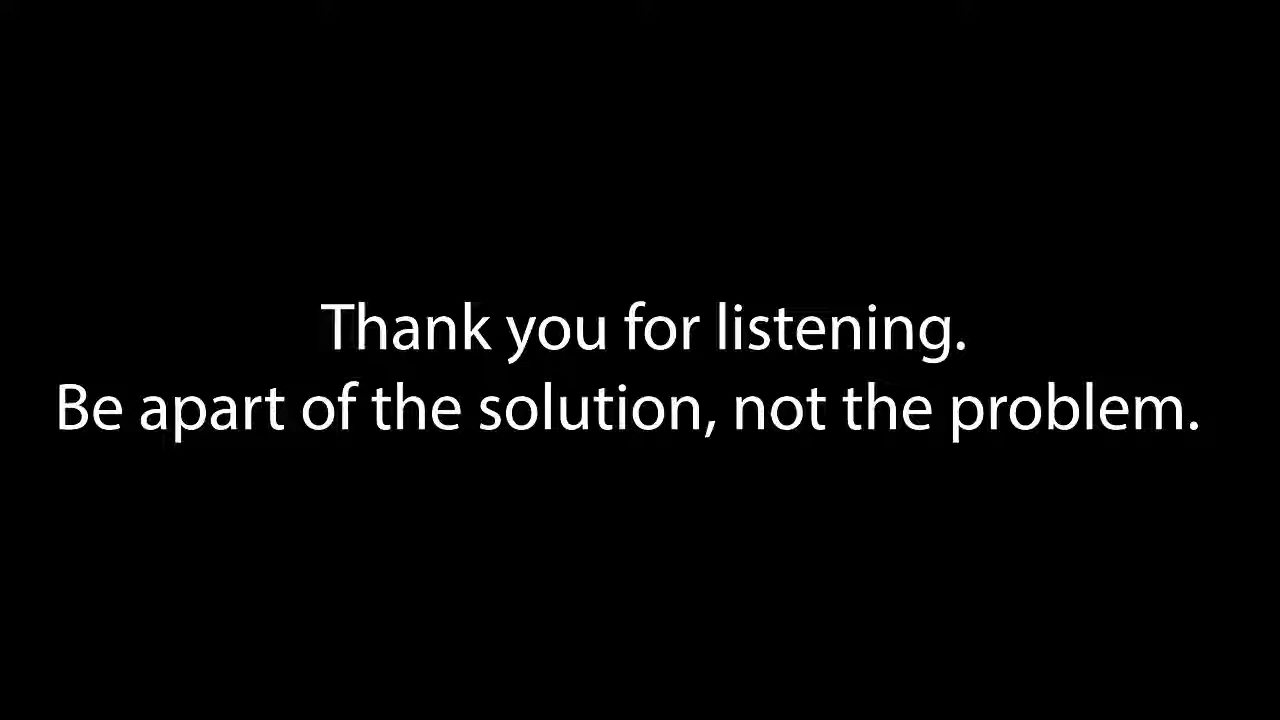 Thank you for listening.
Be apart of the solution, not the problem.